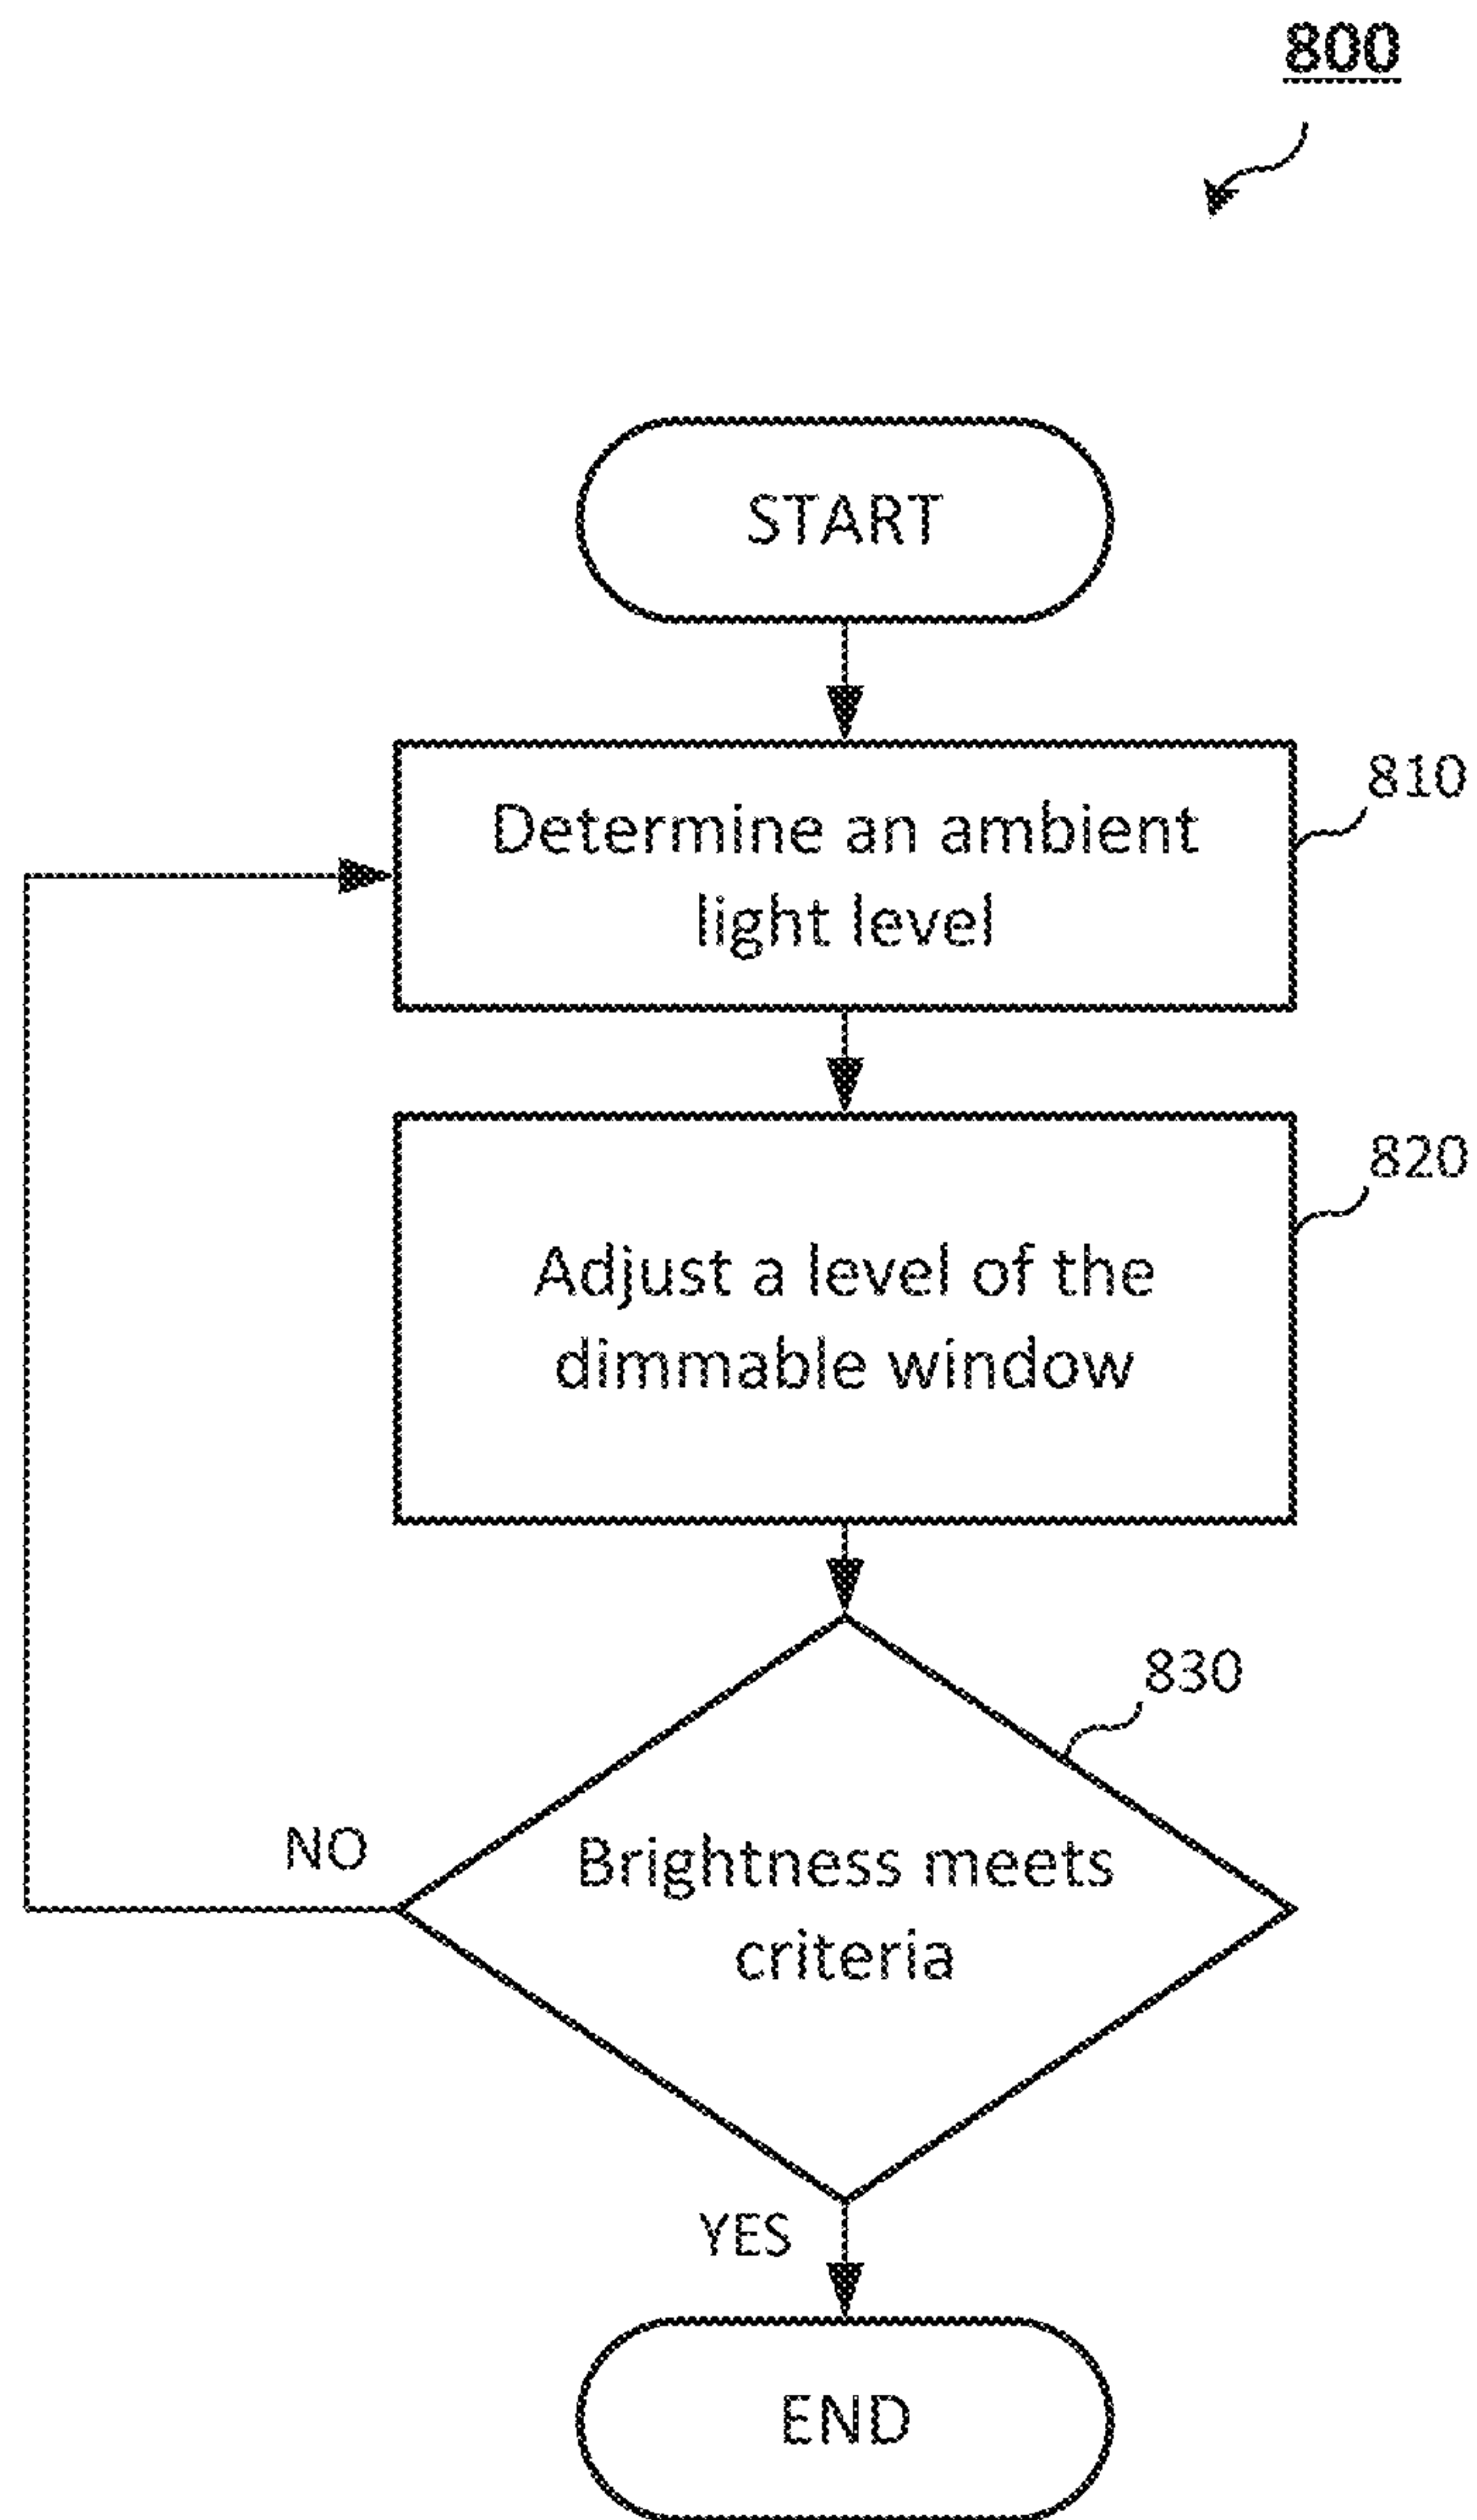 800
START
Determine an ambient
light level
810
Adjust a level of the
dimmable window
820
830
Brightness meets
criteria
NO
YES
END